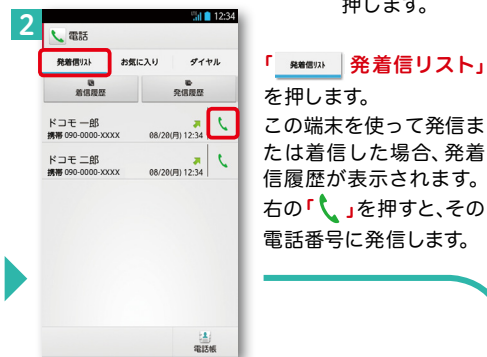 押します。
2
12:34
電話
発着信リスト
お気に入り
ダイヤル
着信履歴
発信履歴
ドコモ 一郎
携帯 090-0000-XXXX 08/20(月) 12:34
ドコモ 二郎
携帯 090-0000-XXXX 08/20(月) 12:34
電話帳
「 発着信リスト 発着信リスト」
を押します。
この端末を使って発信ま
たは着信した場合、発着
信履歴が表示されます。
右の「 」を押すと、その
電話番号に発信します。